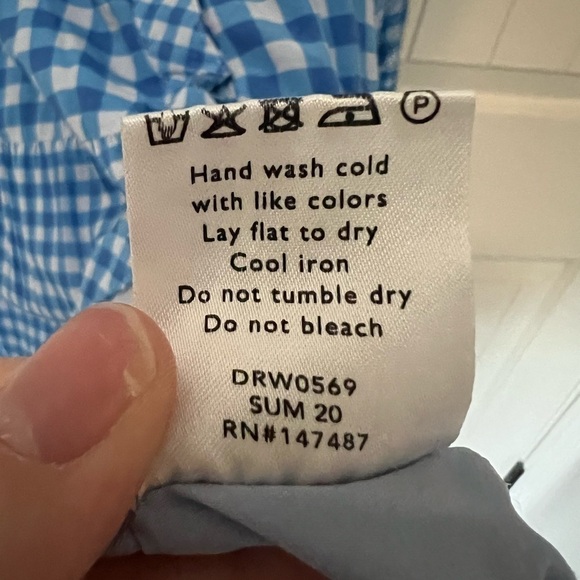 P
Hand wash cold
with like colors
Lay flat to dry
Cool iron
Do not tumble dry
Do not bleach
DRW0569
SUM 20
RN#147487